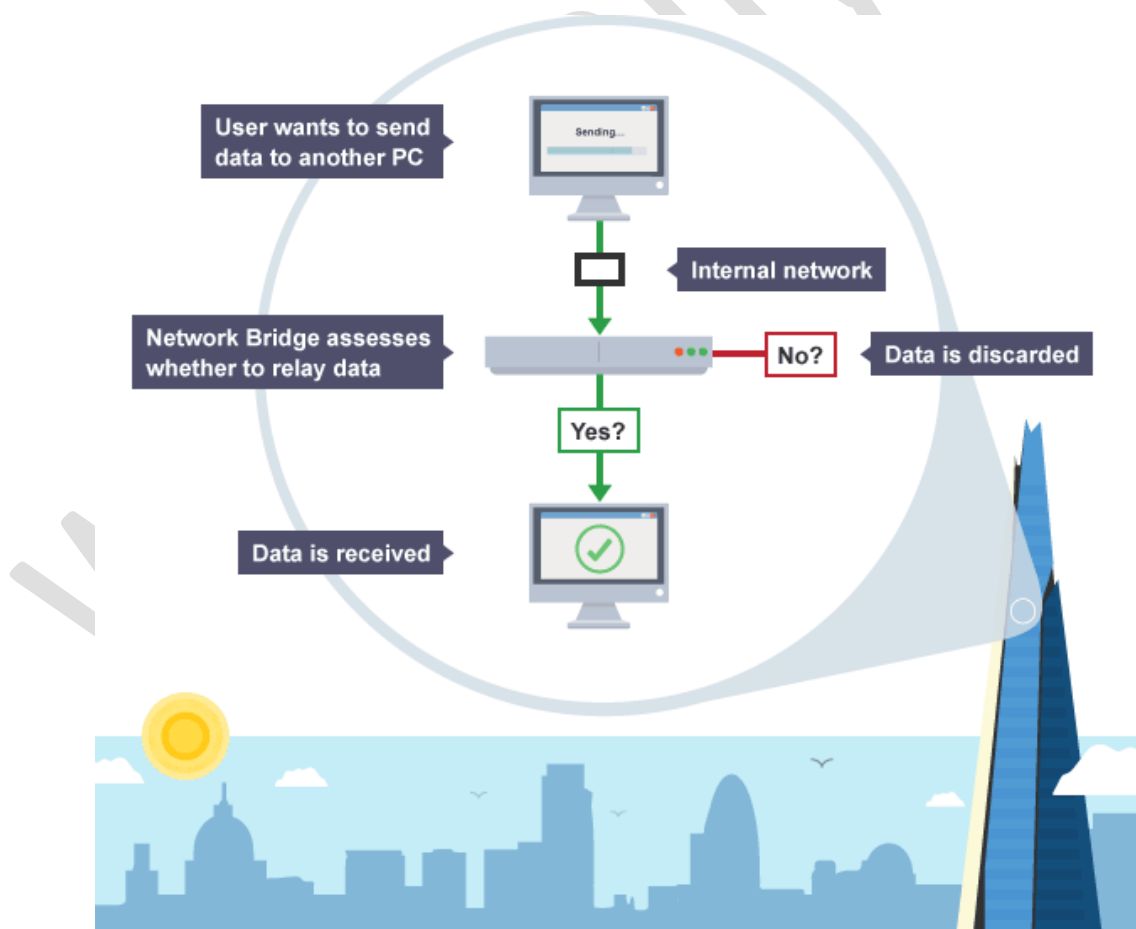 User wants to send
data to another PC
Sending...
Internal network
Network Bridge assesses
whether to relay data
No?
Data is discarded
Yes?
Data is received